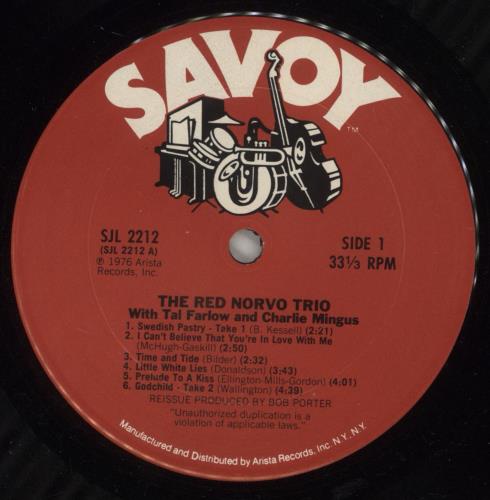 SAVOY
TM
SJL 2212
(SJL 2212 A)
℗ 1976 Arista
Records, Inc.
SIDE 1
33⅓ RPM
THE RED NORVO TRIO
With Tal Farlow and Charlie Mingus
1. Swedish Pastry - Take 1 (B. Kessell) (2:21)
2. I Can't Believe That You're In Love With Me
(McHugh-Gaskill) (2:50)
3. Time and Tide (Bilder) (2:32)
4. Little White Lies (Donaldson) (3:43)
5. Prelude To A Kiss (Ellington-Mills-Gordon) (4:01)
6. Godchild - Take 2 (Wallington) (4:39)
REISSUE PRODUCED BY BOB PORTER
"Unauthorized duplication is a
violation of applicable laws."
Manufactured and Distributed by Arista Records, Inc. N.Y., N.Y.